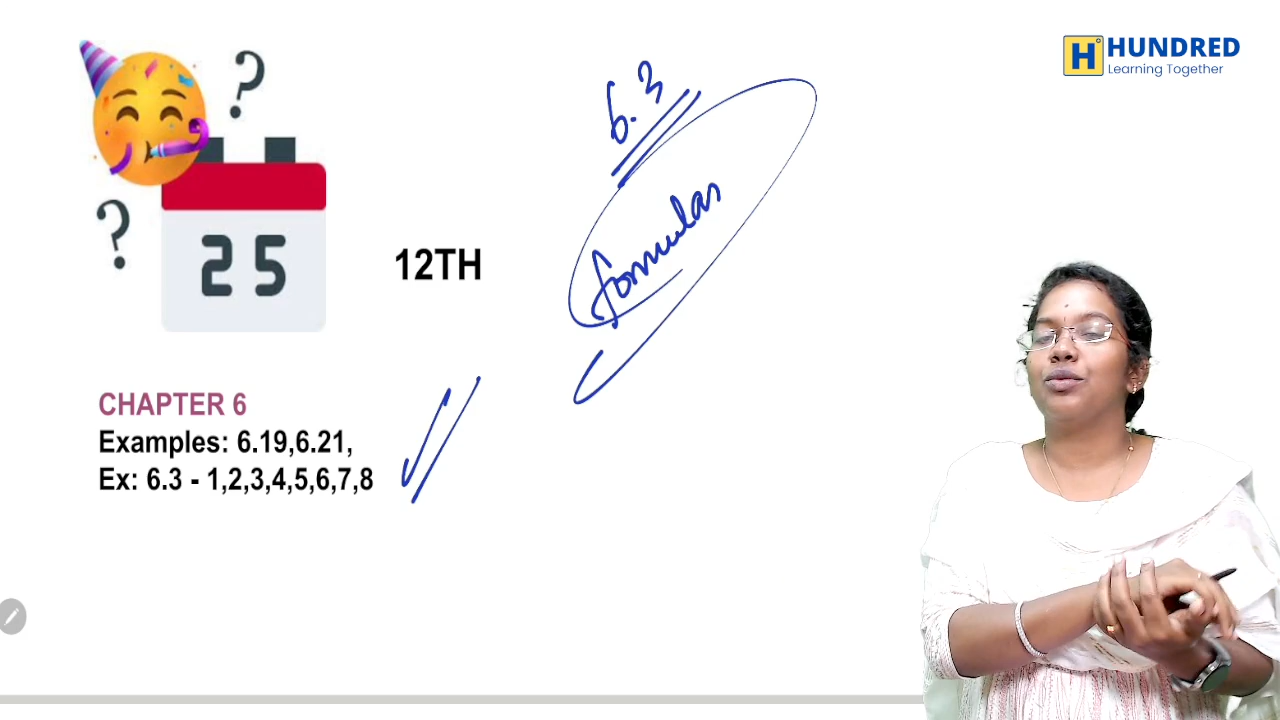 H HUNDRED
Learning Together
?
?
25
12TH
6.3
formulas
CHAPTER 6
Examples: 6.19,6.21,
Ex: 6.3 - 1,2,3,4,5,6,7,8